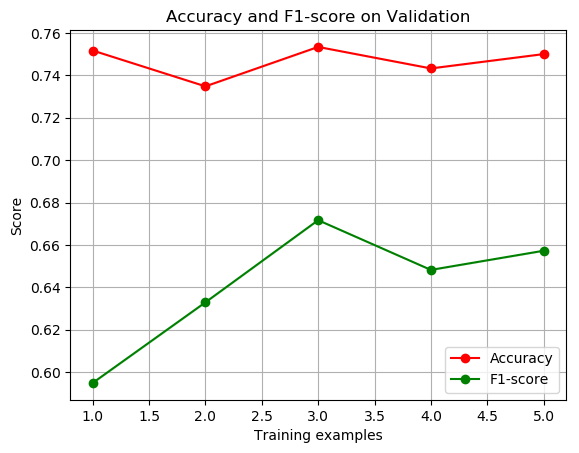 Accuracy and F1-score on Validation
0.76
0.74
0.72
0.70
0.68
0.66
0.64
0.62
0.60
Score
1.0 1.5 2.0 2.5 3.0 3.5 4.0 4.5 5.0
Training examples
Accuracy
F1-score